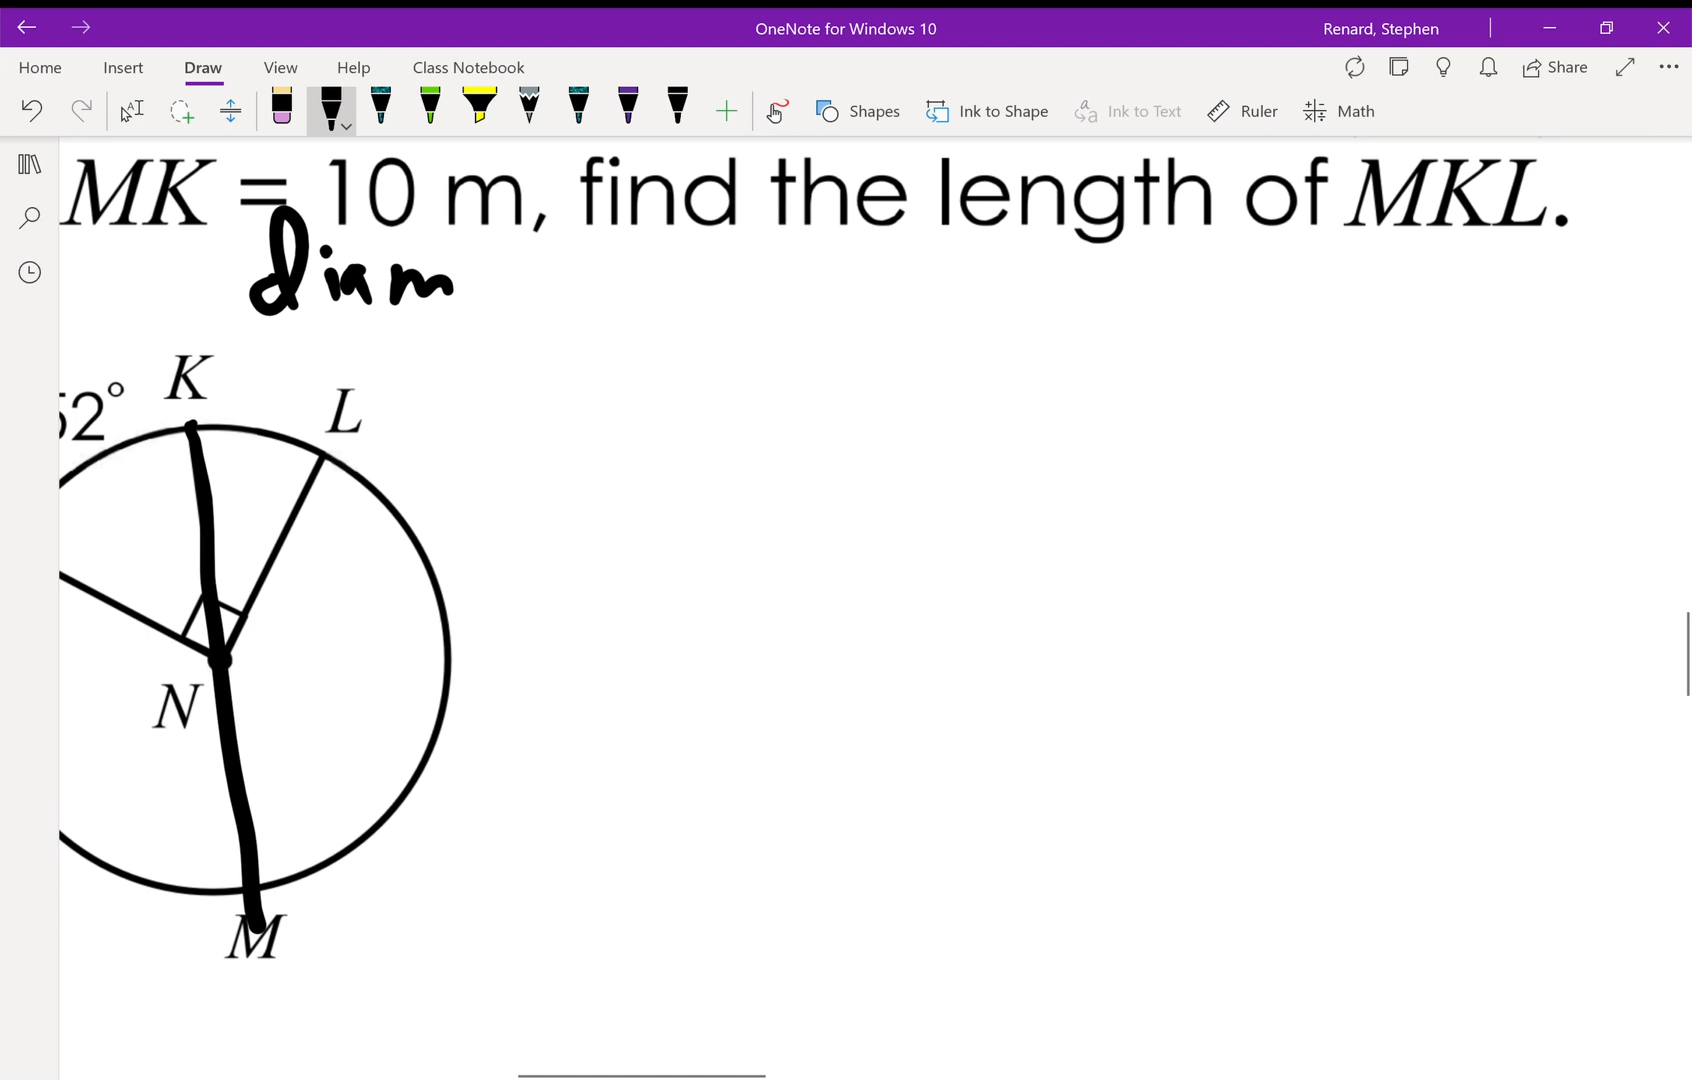 OneNote for Windows 10
Renard, Stephen
Home Insert Draw View Help Class Notebook
Share
Shapes Ink to Shape Ink to Text Ruler Math
MK = 10 m, find the length of MKL.
diam
K
52°
L
N
M